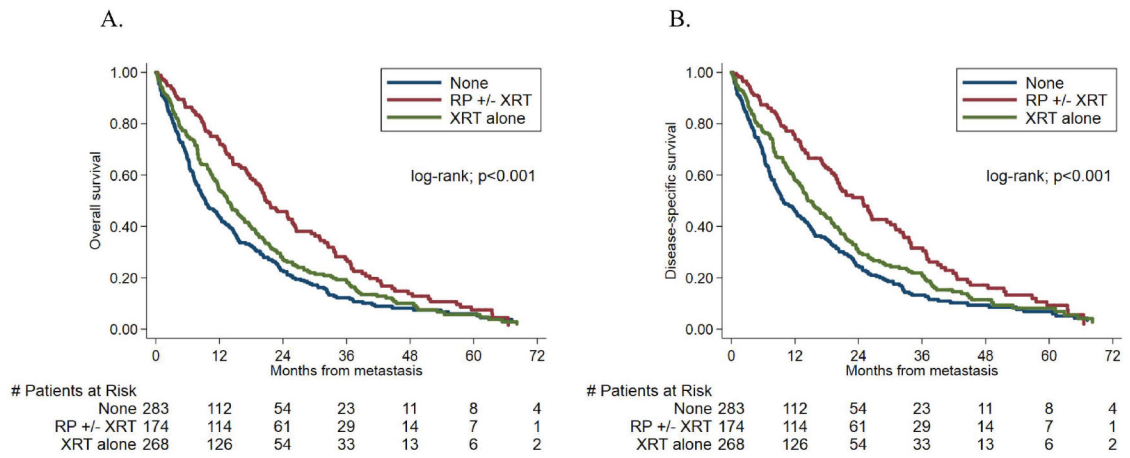 A.
Overall survival
1.00
0.80
0.60
0.40
0.20
0.00
None
RP +/- XRT
XRT alone
log-rank; p<0.001
0 12 24 36 48 60 72
Months from metastasis
# Patients at Risk
None 283 112 54 23 11 8 4
RP +/- XRT 174 114 61 29 14 7 1
XRT alone 268 126 54 33 13 6 2
B.
Disease-specific survival
1.00
0.80
0.60
0.40
0.20
0.00
None
RP +/- XRT
XRT alone
log-rank; p<0.001
0 12 24 36 48 60 72
Months from metastasis
# Patients at Risk
None 283 112 54 23 11 8 4
RP +/- XRT 174 114 61 29 14 7 1
XRT alone 268 126 54 33 13 6 2